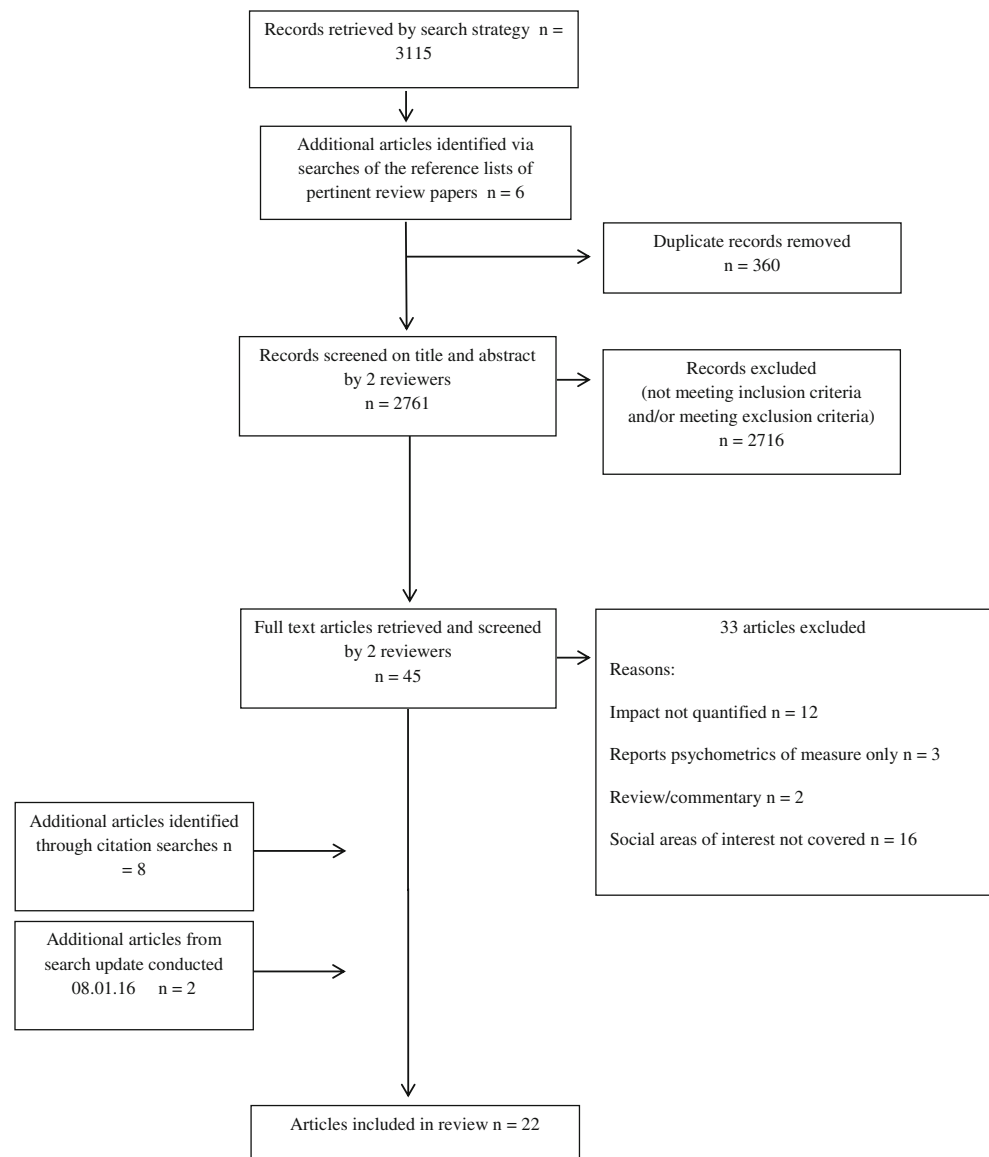 Records retrieved by search strategy n =
3115
Additional articles identified via
searches of the reference lists of
pertinent review papers n = 6
Duplicate records removed
n = 360
Records screened on title and abstract
by 2 reviewers
n = 2761
Records excluded
(not meeting inclusion criteria
and/or meeting exclusion criteria)
n = 2716
Full text articles retrieved and screened
by 2 reviewers
n = 45
33 articles excluded
Reasons:
Impact not quantified n = 12
Reports psychometrics of measure only n = 3
Review/commentary n = 2
Social areas of interest not covered n = 16
Additional articles identified
through citation searches n
= 8
Additional articles from
search update conducted
08.01.16 n = 2
Articles included in review n = 22